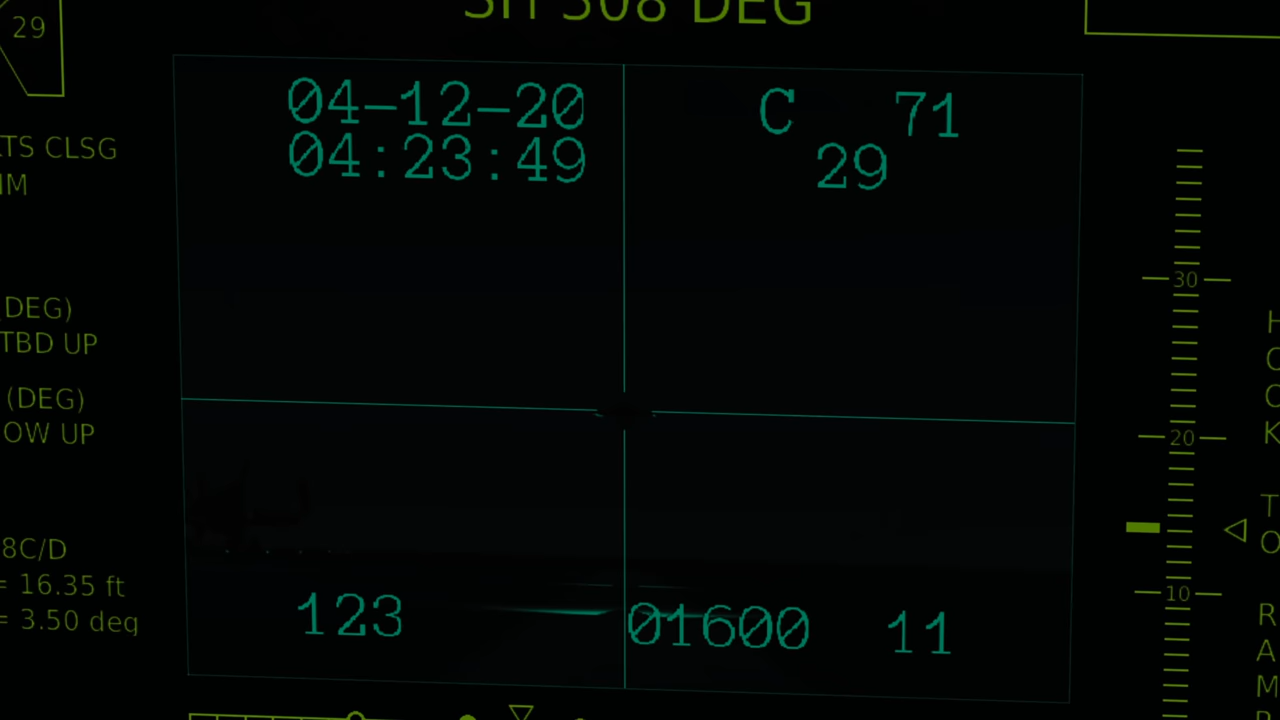 SH 308 DEG
29
TS CLSG
IM
(DEG)
TBD UP
(DEG)
OW UP
8C/D
= 16.35 ft
= 3.50 deg
04-12-20
04:23:49
C 71
29
123
01600 11
30
20
10
H
O
O
K
T
O
R
A
M
P